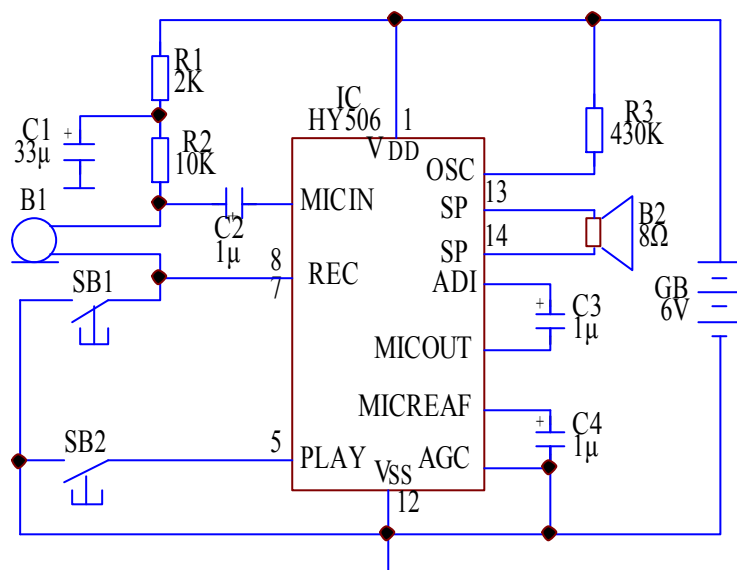 R1
2K
IC
HY506
1
C1
+
33μ
R2
10K
R3
430K
VDD
OSC
13
B1
MICIN
SP
B2
8Ω
+
C2
1μ
14
SP
8
7
REC
ADI
SB1
GB
6V
+
C3
1μ
MICOUT
MICREAF
+
C4
1μ
SB2
5
PLAY
VSS
AGC
12